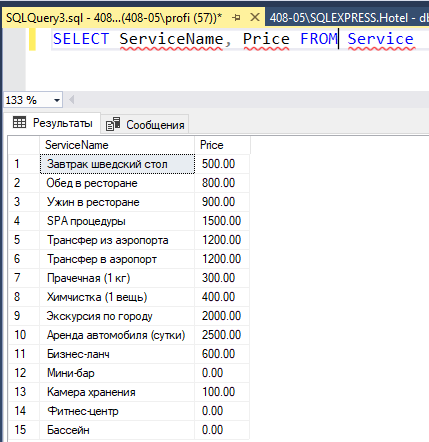 SQLQuery3.sql - 408...(408-05\profi (57))* 408-05\SQLEXPRESS.Hotel - db
SELECT ServiceName, Price FROM Service
133 %
Результаты Сообщения
ServiceName Price
1 Завтрак шведский стол 500.00
2 Обед в ресторане 800.00
3 Ужин в ресторане 900.00
4 SPA процедуры 1500.00
5 Трансфер из аэропорта 1200.00
6 Трансфер в аэропорт 1200.00
7 Прачечная (1 кг) 300.00
8 Химчистка (1 вещь) 400.00
9 Экскурсия по городу 2000.00
10 Аренда автомобиля (сутки) 2500.00
11 Бизнес-ланч 600.00
12 Мини-бар 0.00
13 Камера хранения 100.00
14 Фитнес-центр 0.00
15 Бассейн 0.00